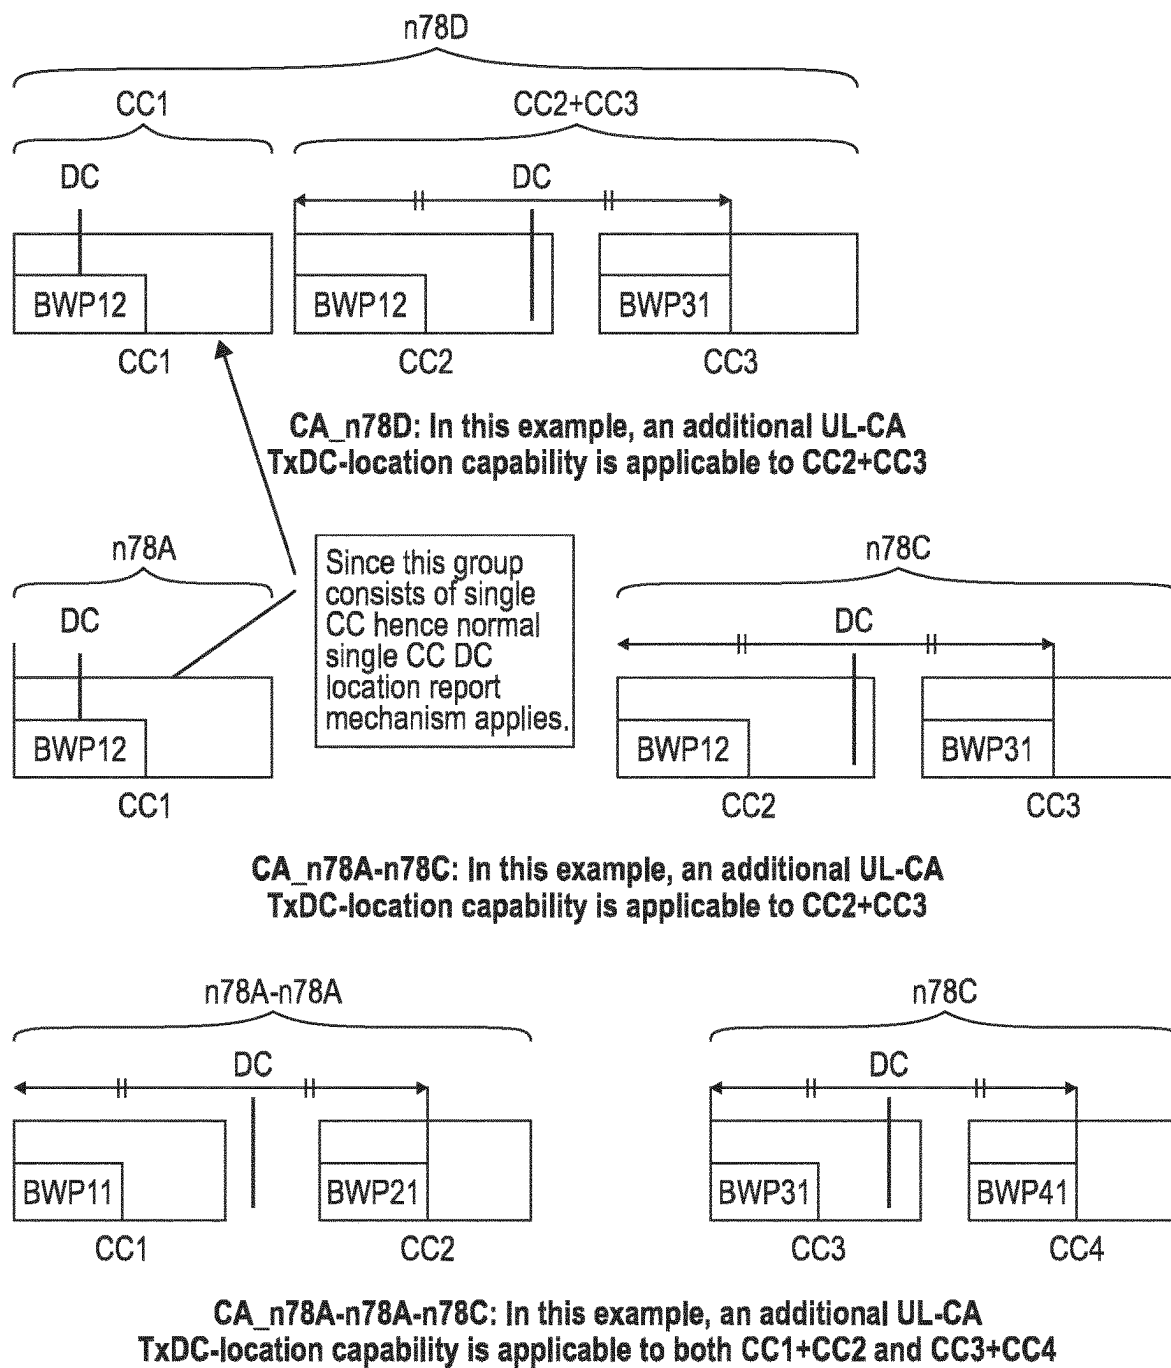 n78D
CC1 CC2+CC3
DC DC
BWP12 BWP12 BWP31
CC1 CC2 CC3
CA_n78D: In this example, an additional UL-CA
TxDC-location capability is applicable to CC2+CC3
n78A n78C
DC DC
Since this group
consists of single
CC hence normal
single CC DC
location report
mechanism applies.
BWP12 BWP12 BWP31
CC1 CC2 CC3
CA_n78A-n78C: In this example, an additional UL-CA
TxDC-location capability is applicable to CC2+CC3
n78A-n78A n78C
DC DC
BWP11 BWP21 BWP31 BWP41
CC1 CC2 CC3 CC4
CA_n78A-n78A-n78C: In this example, an additional UL-CA
TxDC-location capability is applicable to both CC1+CC2 and CC3+CC4